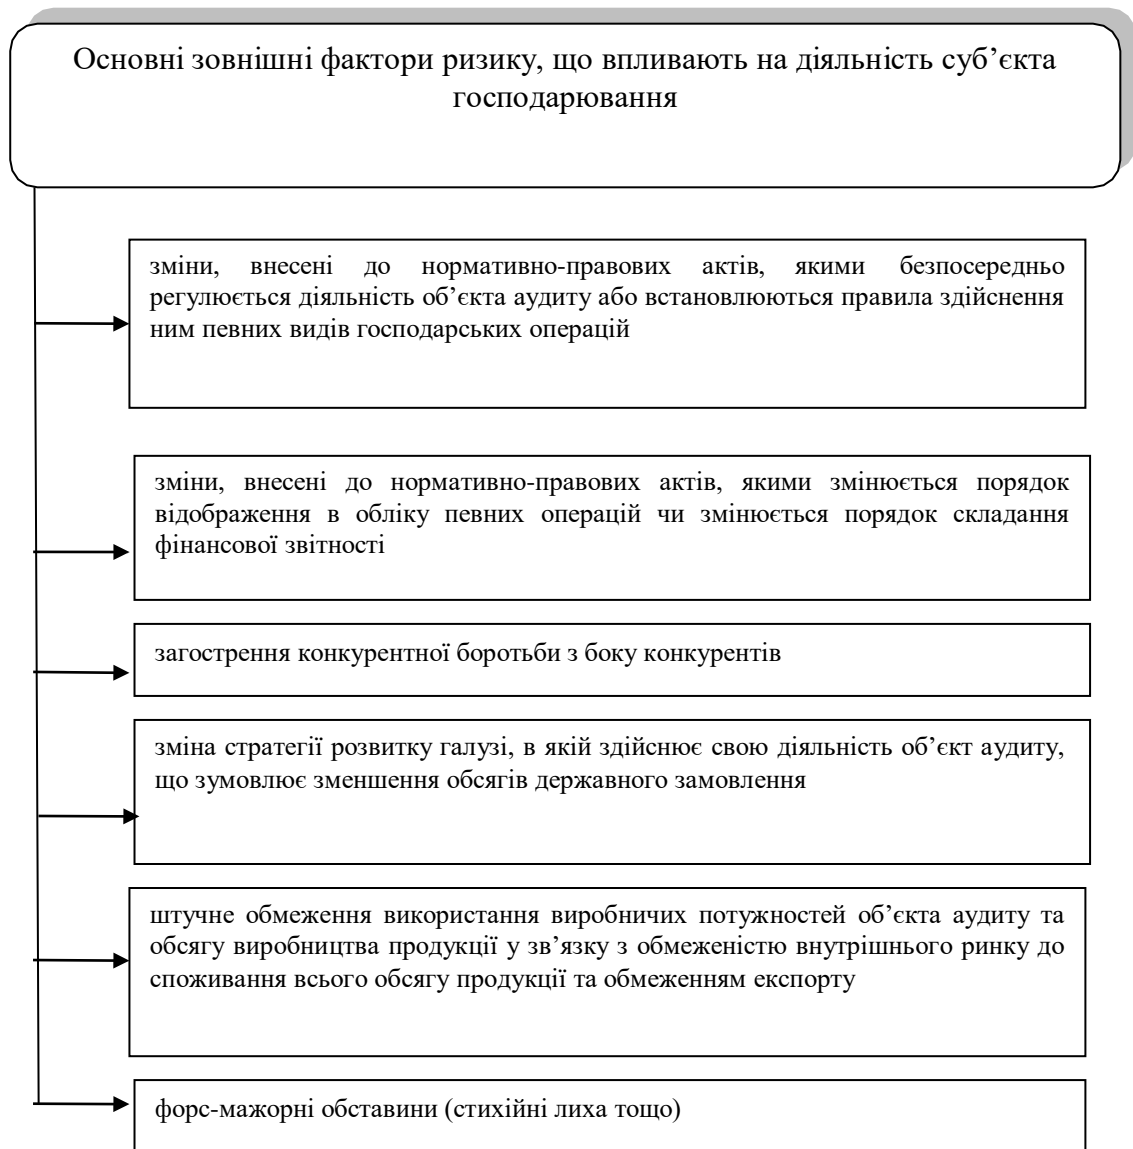 Основні зовнішні фактори ризику, що впливають на діяльність суб’єкта
господарювання
зміни, внесені до нормативно-правових актів, якими безпосередньо
регулюється діяльність об’єкта аудиту або встановлюються правила здійснення
ним певних видів господарських операцій
зміни, внесені до нормативно-правових актів, якими змінюється порядок
відображення в обліку певних операцій чи змінюється порядок складання
фінансової звітності
загострення конкурентної боротьби з боку конкурентів
зміна стратегії розвитку галузі, в якій здійснює свою діяльність об’єкт аудиту,
що зумовлює зменшення обсягів державного замовлення
штучне обмеження використання виробничих потужностей об’єкта аудиту та
обсягу виробництва продукції у зв’язку з обмеженістю внутрішнього ринку до
споживання всього обсягу продукції та обмеженням експорту
форс-мажорні обставини (стихійні лиха тощо)